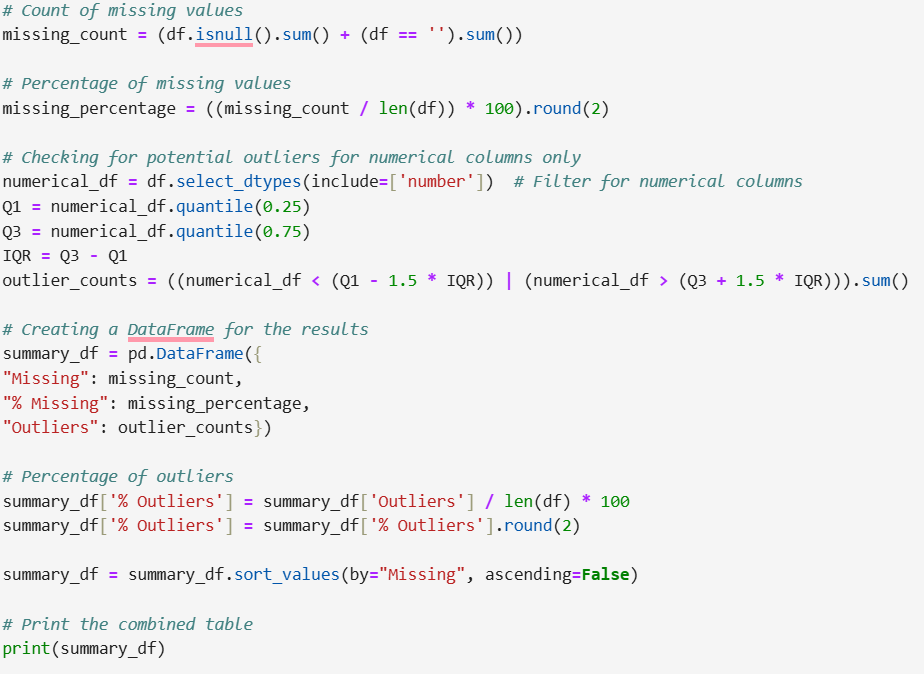 # Count of missing values
missing_count = (df.isnull().sum() + (df == '').sum())
# Percentage of missing values
missing_percentage = ((missing_count / len(df)) * 100).round(2)
# Checking for potential outliers for numerical columns only
numerical_df = df.select_dtypes(include=['number'])  # Filter for numerical columns
Q1 = numerical_df.quantile(0.25)
Q3 = numerical_df.quantile(0.75)
IQR = Q3 - Q1
outlier_counts = ((numerical_df < (Q1 - 1.5 * IQR)) | (numerical_df > (Q3 + 1.5 * IQR))).sum()
# Creating a DataFrame for the results
summary_df = pd.DataFrame({
"Missing": missing_count,
"% Missing": missing_percentage,
"Outliers": outlier_counts})
# Percentage of outliers
summary_df['% Outliers'] = summary_df['Outliers'] / len(df) * 100
summary_df['% Outliers'] = summary_df['% Outliers'].round(2)
summary_df = summary_df.sort_values(by="Missing", ascending=False)
# Print the combined table
print(summary_df)